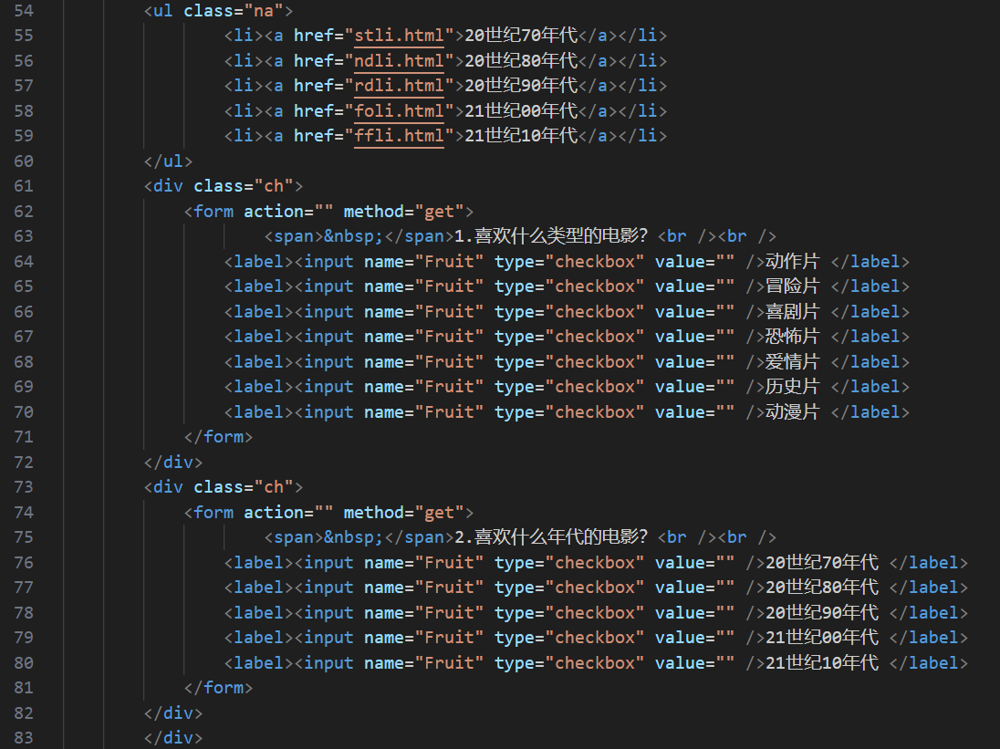 54 <ul class="na">
55 <li><a href="stli.html">20世纪70年代</a></li>
56 <li><a href="ndli.html">20世纪80年代</a></li>
57 <li><a href="rdli.html">20世纪90年代</a></li>
58 <li><a href="foli.html">21世纪00年代</a></li>
59 <li><a href="ffli.html">21世纪10年代</a></li>
60 </ul>
61 <div class="ch">
62 <form action="" method="get">
63 <span>&nbsp;</span>1.喜欢什么类型的电影? <br /><br />
64 <label><input name="Fruit" type="checkbox" value="" />动作片 </label>
65 <label><input name="Fruit" type="checkbox" value="" />冒险片 </label>
66 <label><input name="Fruit" type="checkbox" value="" />喜剧片 </label>
67 <label><input name="Fruit" type="checkbox" value="" />恐怖片 </label>
68 <label><input name="Fruit" type="checkbox" value="" />爱情片 </label>
69 <label><input name="Fruit" type="checkbox" value="" />历史片 </label>
70 <label><input name="Fruit" type="checkbox" value="" />动漫片 </label>
71 </form>
72 </div>
73 <div class="ch">
74 <form action="" method="get">
75 <span>&nbsp;</span>2.喜欢什么年代的电影? <br /><br />
76 <label><input name="Fruit" type="checkbox" value="" />20世纪70年代 </label>
77 <label><input name="Fruit" type="checkbox" value="" />20世纪80年代 </label>
78 <label><input name="Fruit" type="checkbox" value="" />20世纪90年代 </label>
79 <label><input name="Fruit" type="checkbox" value="" />21世纪00年代 </label>
80 <label><input name="Fruit" type="checkbox" value="" />21世纪10年代 </label>
81 </form>
82 </div>
83 </div>